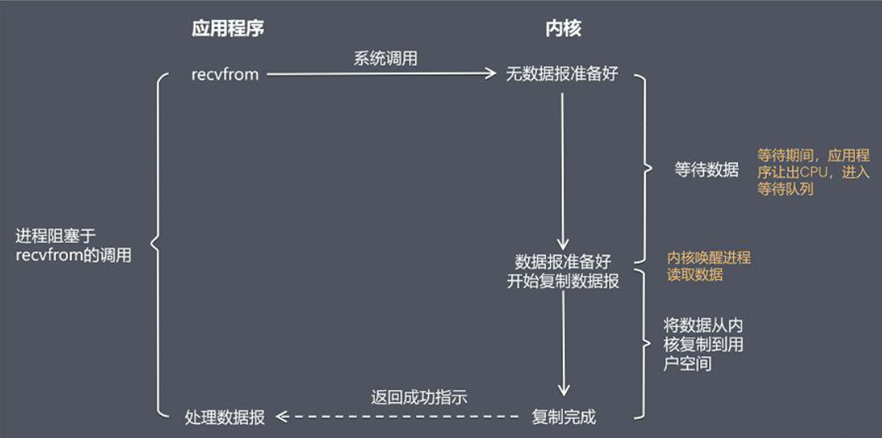 应用程序
内核
系统调用
recvfrom
无数据报准备好
等待数据
等待期间，应用程
序让出CPU，进入
等待队列
进程阻塞于
recvfrom的调用
数据报准备好
开始复制数据报
内核唤醒进程
读取数据
将数据从内
核复制到用
户空间
返回成功指示
处理数据报
复制完成